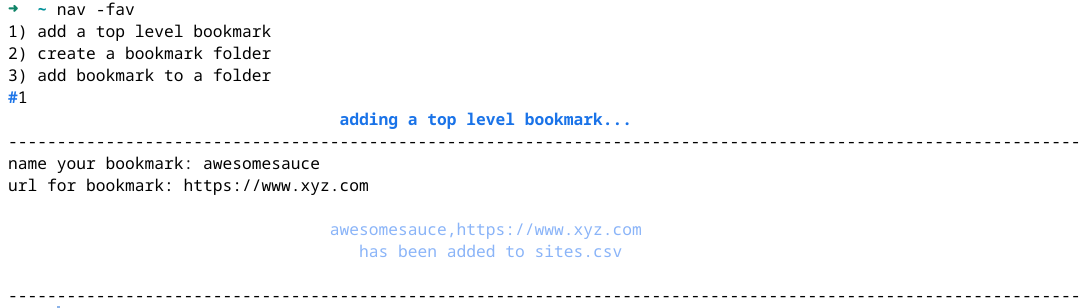 ➜ ~ nav -fav
1) add a top level bookmark
2) create a bookmark folder
3) add bookmark to a folder
#1
adding a top level bookmark...
--------------------------------------------------------------------------------------------------------------
name your bookmark: awesomesauce
url for bookmark: https://www.xyz.com
awesomesauce,https://www.xyz.com
has been added to sites.csv
--------------------------------------------------------------------------------------------------------------